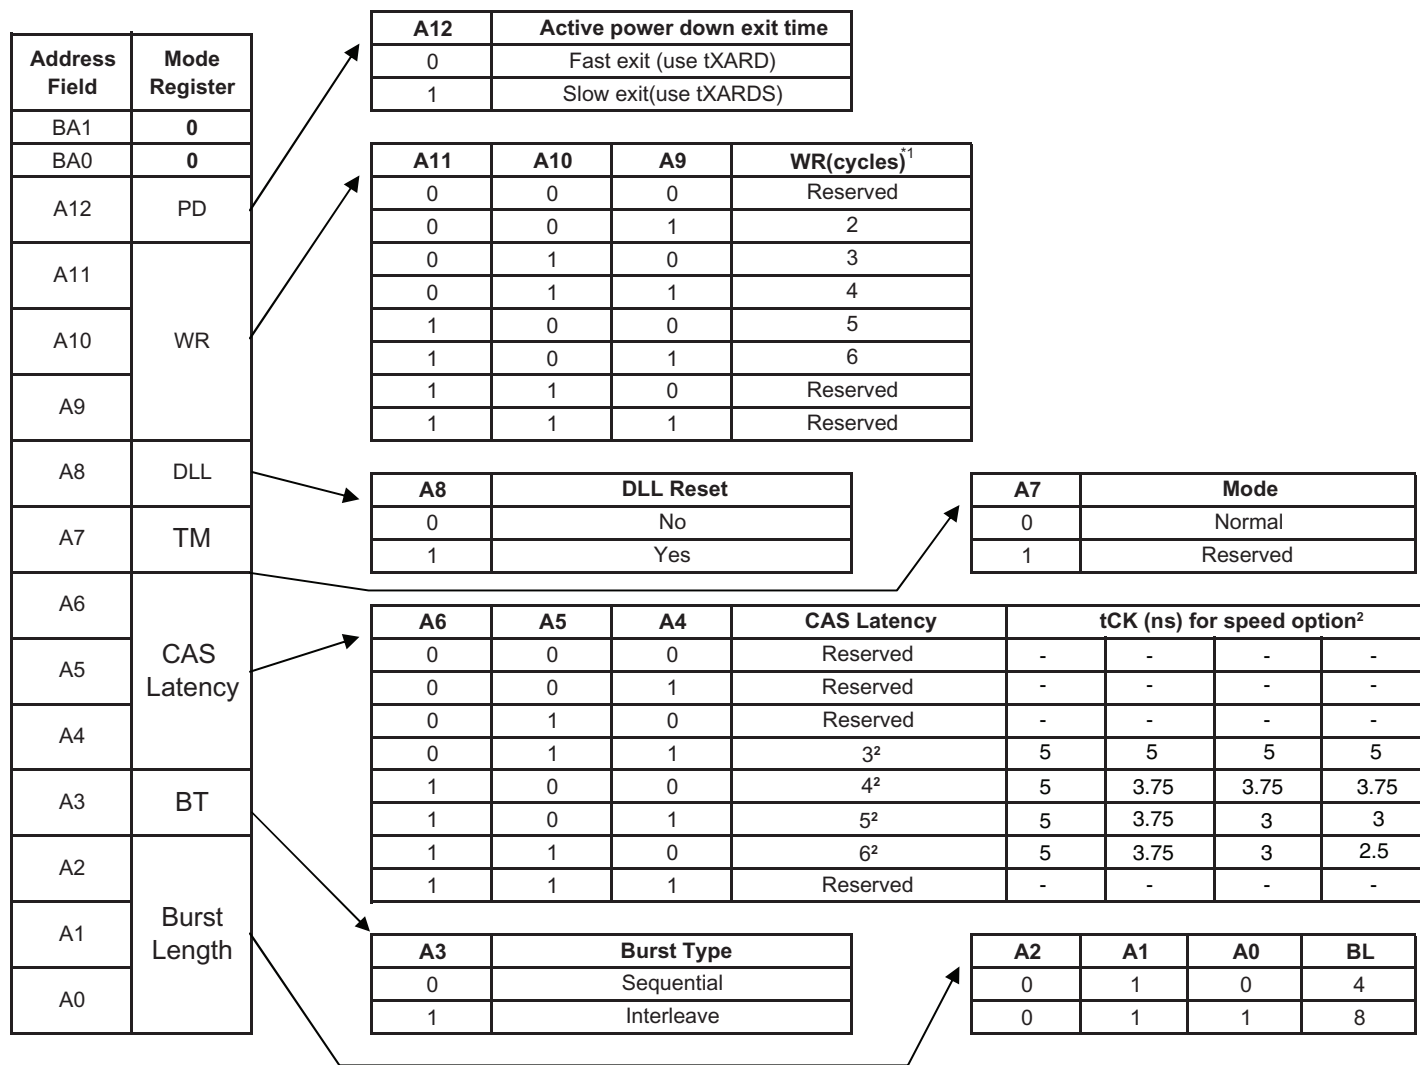 Address Field Mode Register
BA1 0
BA0 0
A12 PD
A11
A10 WR
A9
A8 DLL
A7 TM
A6
A5 CAS Latency
A4
A3 BT
A2
A1 Burst Length
A0
A12 Active power down exit time
0 Fast exit (use tXARD)
1 Slow exit(use tXARDS)
A11 A10 A9 WR(cycles)*1
0 0 0 Reserved
0 0 1 2
0 1 0 3
0 1 1 4
1 0 0 5
1 0 1 6
1 1 0 Reserved
1 1 1 Reserved
A8 DLL Reset
0 No
1 Yes
A7 Mode
0 Normal
1 Reserved
A6 A5 A4 CAS Latency tCK (ns) for speed option²
0 0 0 Reserved - - - -
0 0 1 Reserved - - - -
0 1 0 Reserved - - - -
0 1 1 3² 5 5 5 5
1 0 0 4² 5 3.75 3.75 3.75
1 0 1 5² 5 3.75 3 3
1 1 0 6² 5 3.75 3 2.5
1 1 1 Reserved - - - -
A3 Burst Type
0 Sequential
1 Interleave
A2 A1 A0 BL
0 1 0 4
0 1 1 8